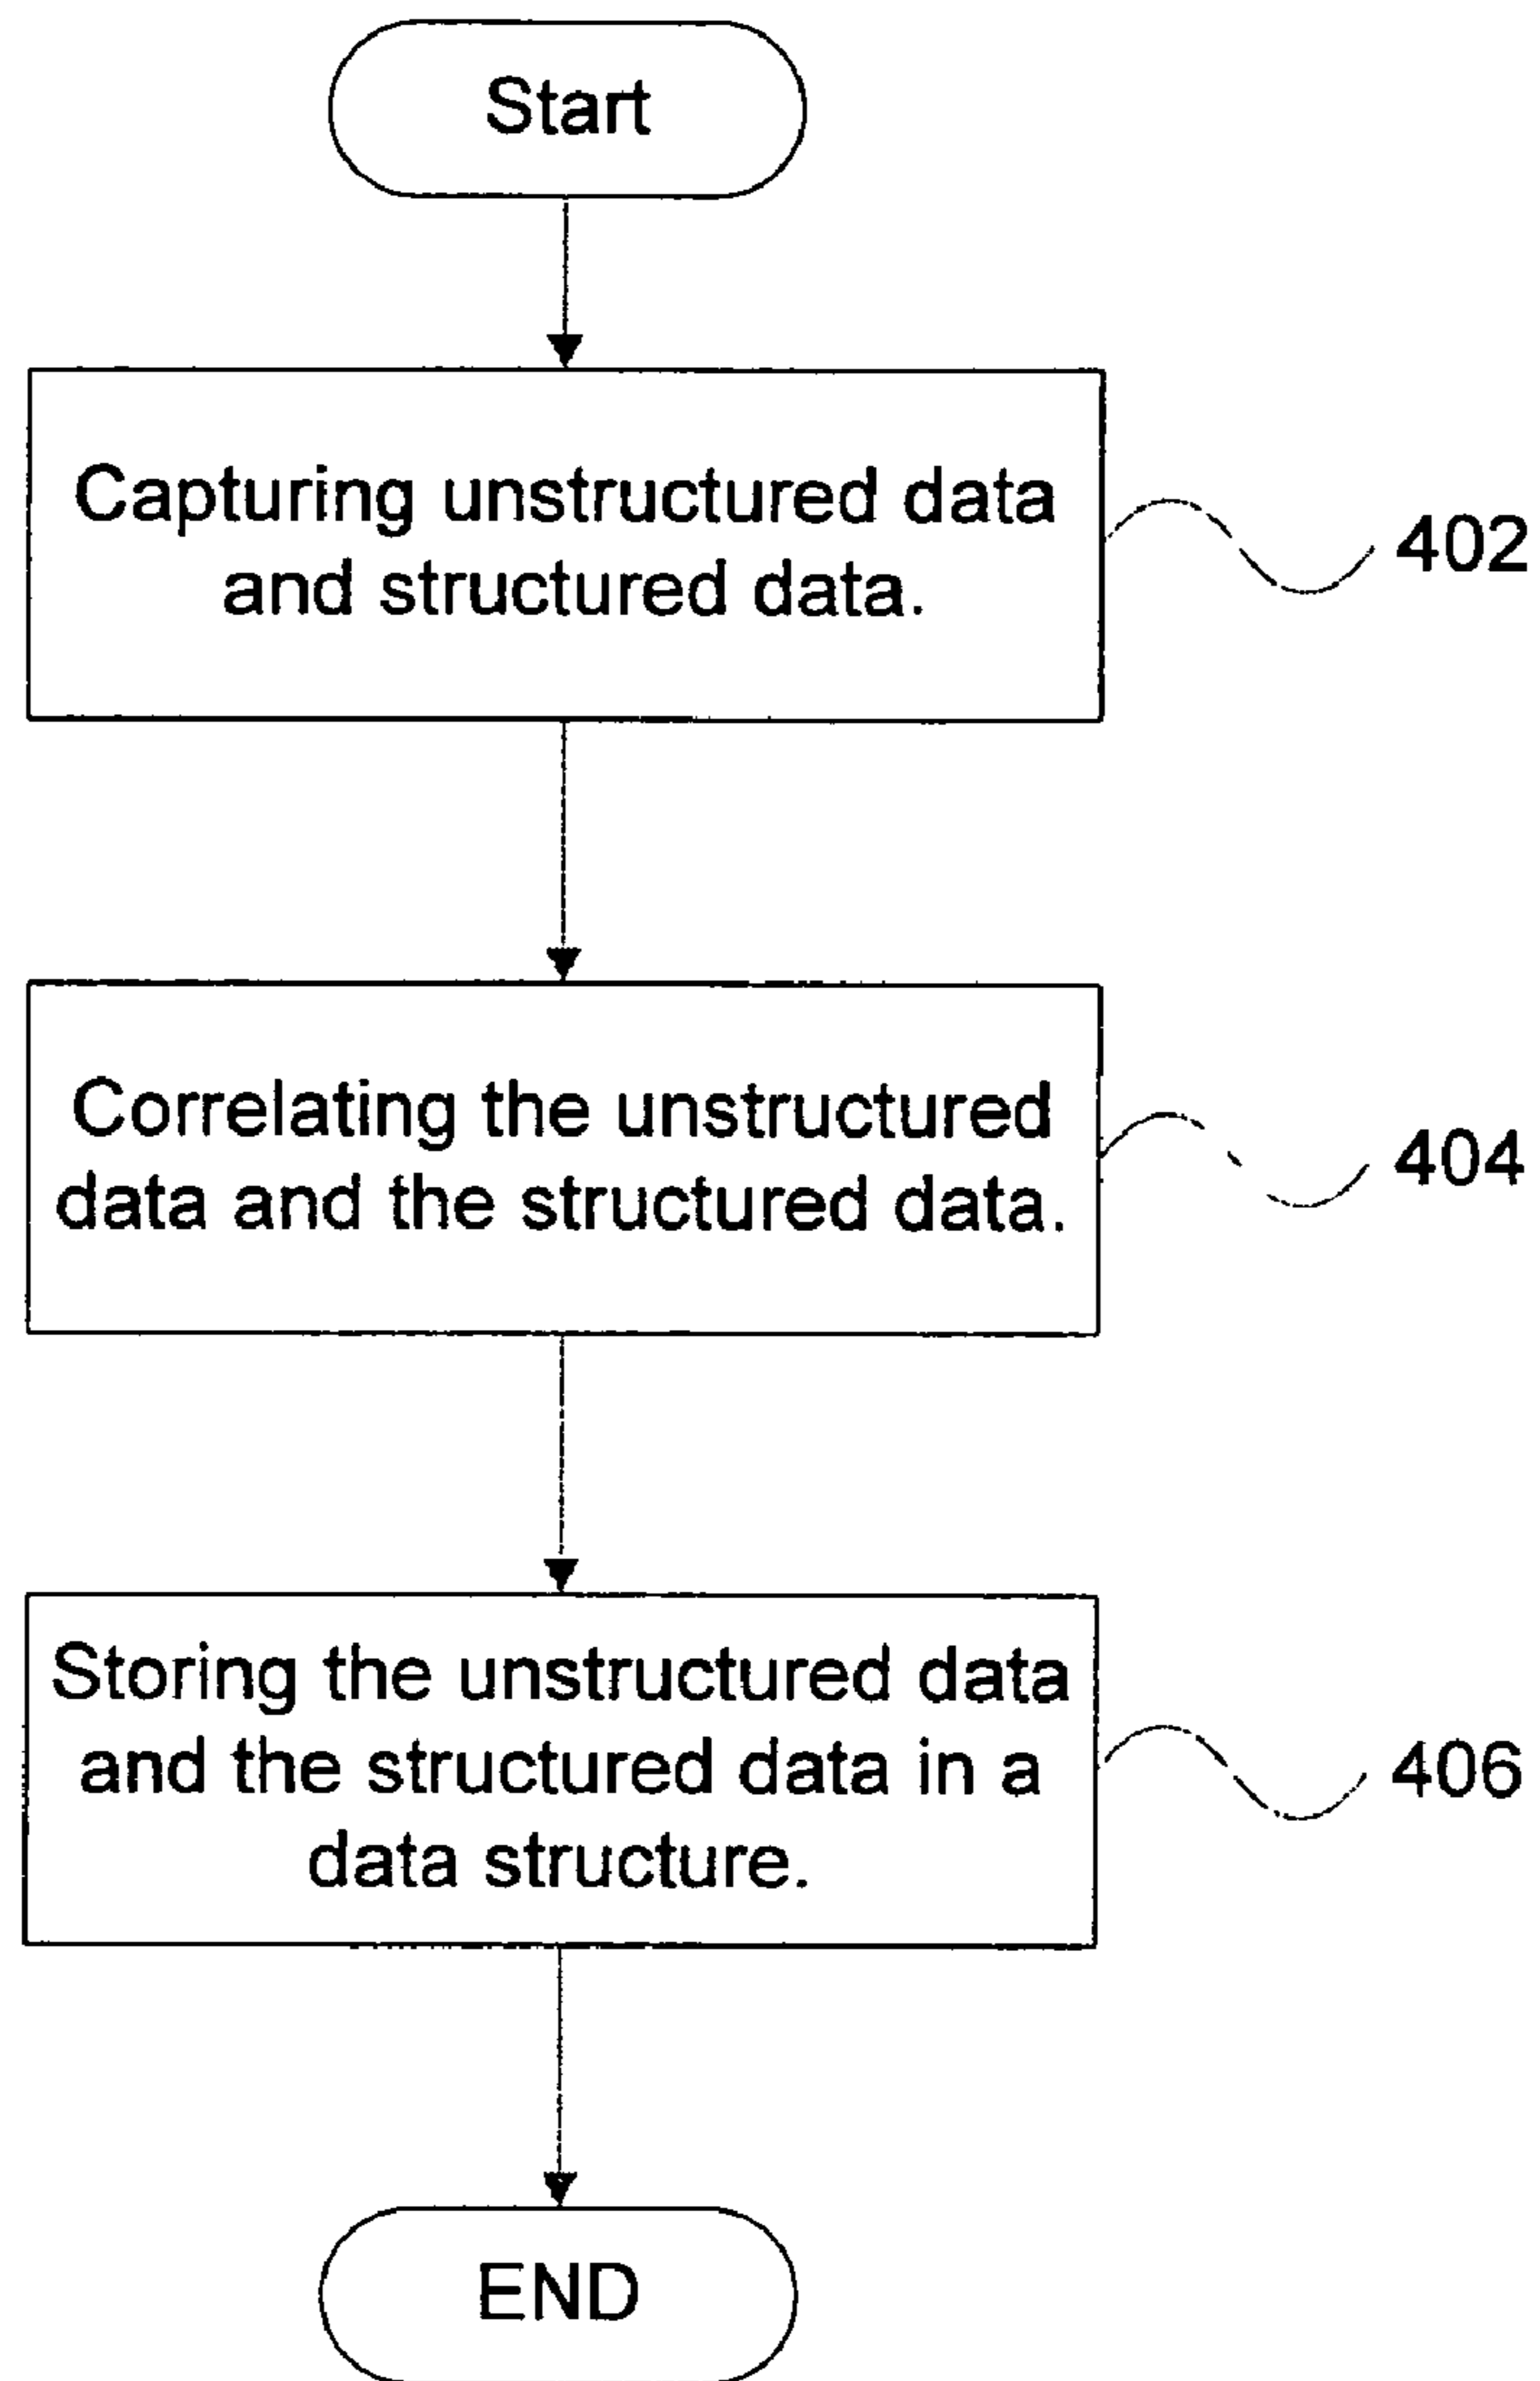 Start
Capturing unstructured data
and structured data.
402
Correlating the unstructured
data and the structured data.
404
Storing the unstructured data
and the structured data in a
data structure.
406
END